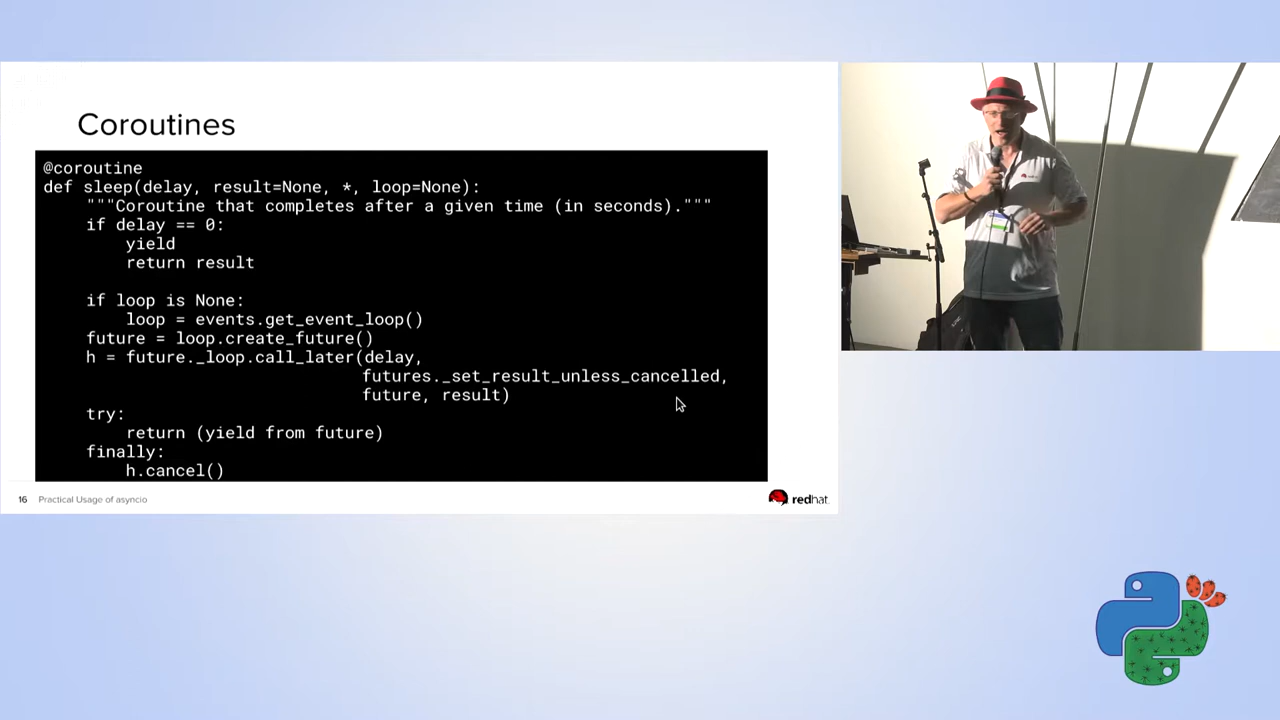 Coroutines
@coroutine
def sleep(delay, result=None, *, loop=None):
    """Coroutine that completes after a given time (in seconds)."""
    if delay == 0:
        yield
        return result
    if loop is None:
        loop = events.get_event_loop()
    future = loop.create_future()
    h = future._loop.call_later(delay,
                                futures._set_result_unless_cancelled,
                                future, result)
    try:
        return (yield from future)
    finally:
        h.cancel()
16 Practical Usage of asyncio
redhat.
redhat